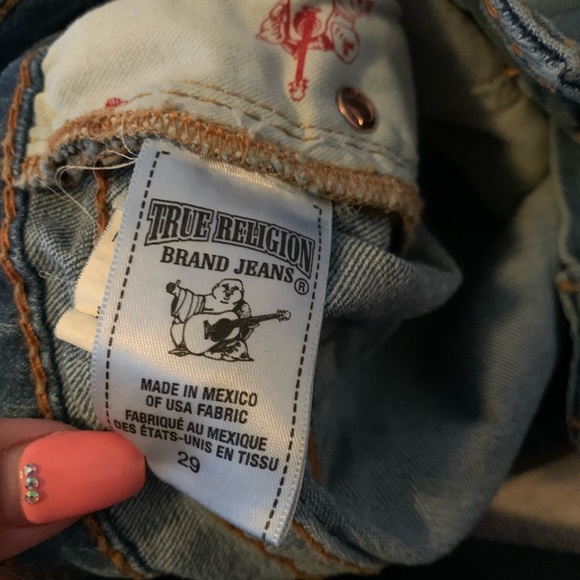 TRUE RELIGION
BRAND JEANS®
MADE IN MEXICO
OF USA FABRIC
FABRIQUÉ AU MEXIQUE
DES ÉTATS-UNIS EN TISSU
29